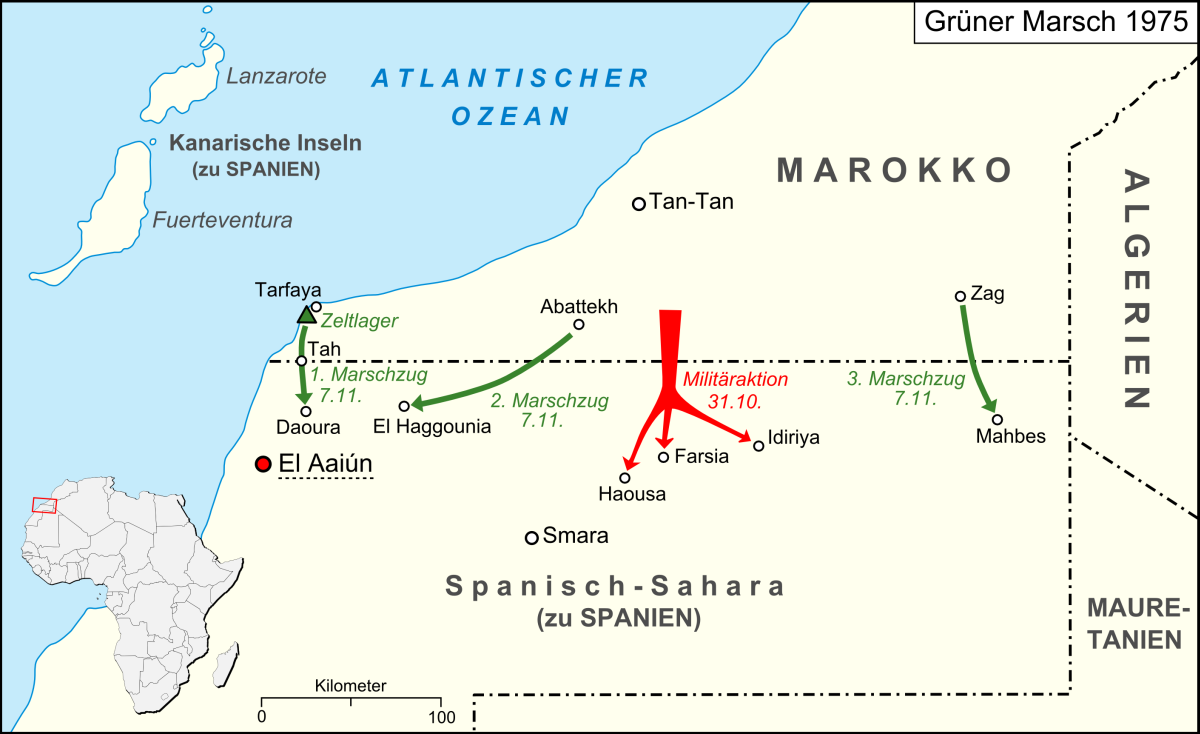 Grüner Marsch 1975
Lanzarote
ATLANTISCHER
OZEAN
Kanarische Inseln
(zu SPANIEN)
Fuerteventura
MAROKKO
ALGERIEN
Tan-Tan
Tarfaya
Zeltlager
Abattekh
Zag
Tah
1. Marschzug
7.11.
2. Marschzug
7.11.
Militäraktion
31.10.
3. Marschzug
7.11.
Daoura
El Haggounia
Idiriya
Mahbes
Farsia
El Aaiún
Haousa
Smara
Spanisch-Sahara
(zu SPANIEN)
MAURE-
TANIEN
Kilometer
0
100